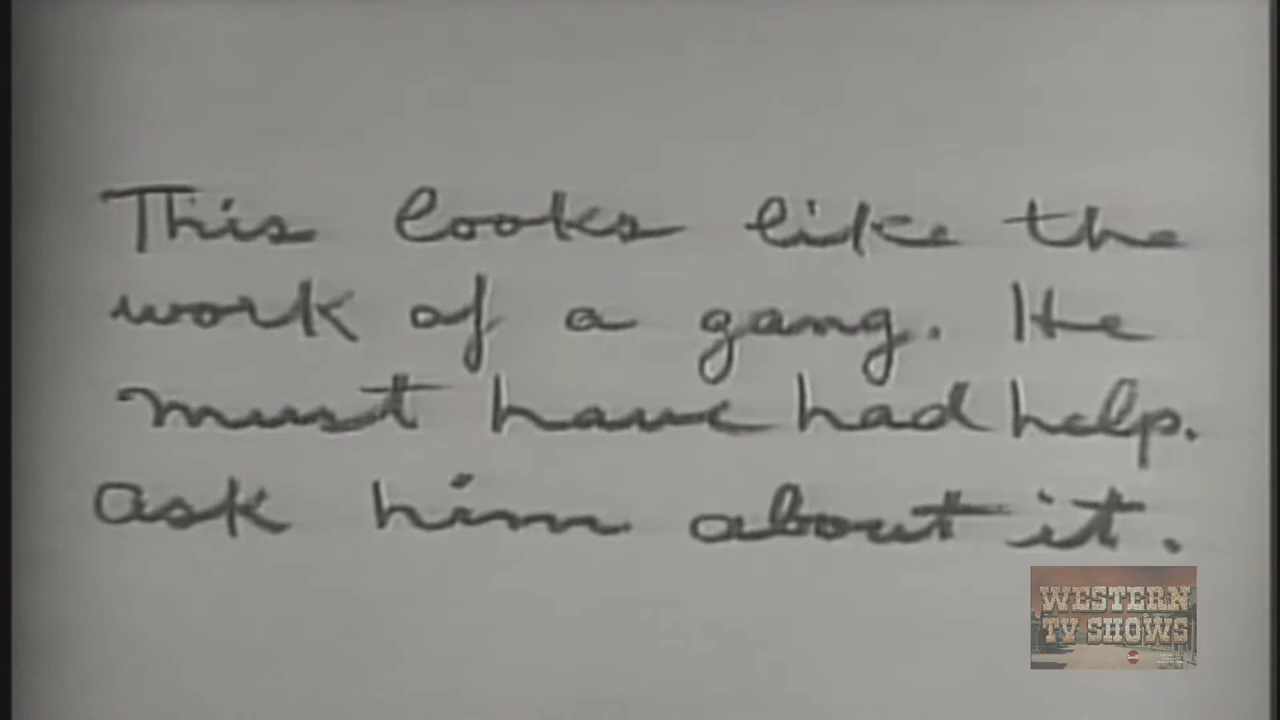 This looks like the
work of a gang. He
must have had help.
ask him about it.
WESTERN
TV SHOWS